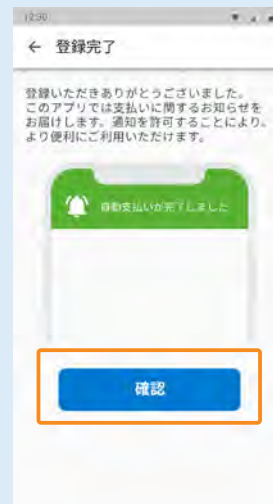 12:30
← 登録完了
登録いただきありがとうございました。
このアプリでは支払いに関するお知らせを
お届けします。通知を許可することにより、
より便利にご利用いただけます。
自動支払いが完了しました
確認